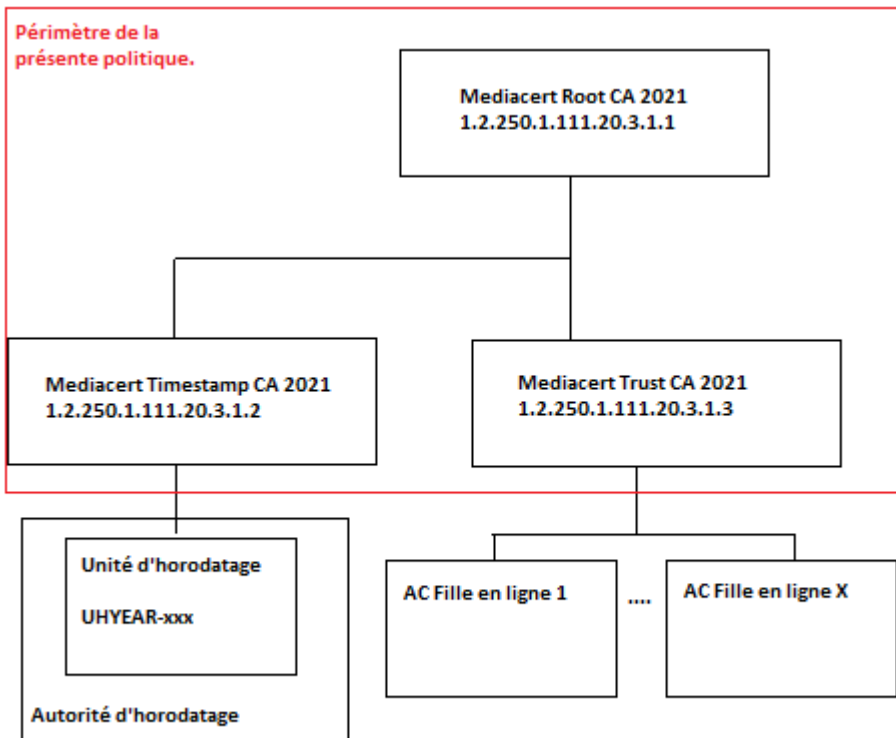 Périmètre de la
présente politique.
Mediacert Root CA 2021
1.2.250.1.111.20.3.1.1
Mediacert Timestamp CA 2021
1.2.250.1.111.20.3.1.2
Mediacert Trust CA 2021
1.2.250.1.111.20.3.1.3
Unité d'horodatage
UHYEAR-xxx
Autorité d'horodatage
AC Fille en ligne 1
....
AC Fille en ligne X